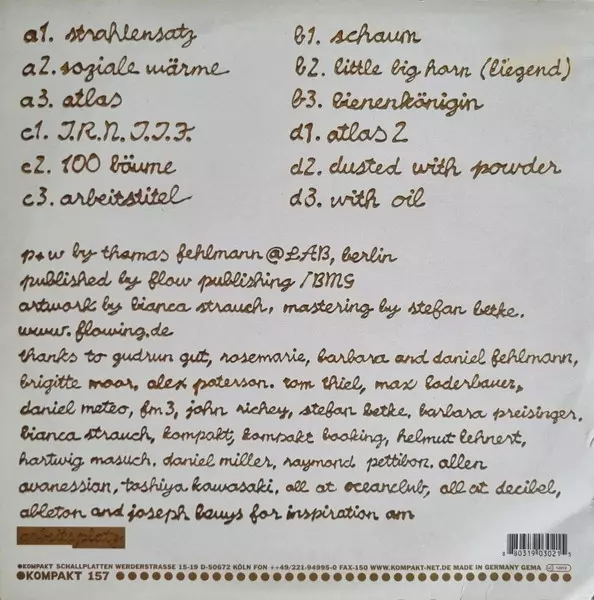 a1. strahlensatz
a2. soziale wärme
a3. atlas
c1. T.R.N.T.T.F.
c2. 100 bäume
c3. arbeitstitel
b1. schaum
b2. little big horn (liegend)
b3. bienenkönigin
d1. atlas 2
d2. dusted with powder
d3. with oil
p+w by thomas fehlmann @ LAB, berlin
published by flow publishing / BMG
artwork by bianca strauch, mastering by stefan betke.
www.flowing.de
thanks to gudrun gut, rosemarie, barbara and daniel fehlmann,
brigitte moor, alex paterson. tom thiel, max loderbauer,
daniel meteo, fm3, john richey, stefan betke, barbara preisinger.
bianca strauch, kompakt, kompakt booking, helmut lehnert,
hartwig masuch, daniel miller, raymond pettibon. allen
avanessian, toshiya kawasaki, all at oceanclub, all at decibel,
ableton and joseph beuys for inspiration am
arbeitsplatz
8 80319 03021
KOMPAKT SCHALLPLATTEN WERDERSTRASSE 15-19 D-50672 KÖLN FON ++49/221-94995-0 FAX-150 WWW.KOMPAKT-NET.DE MADE IN GERMANY GEMA
KOMPAKT 157